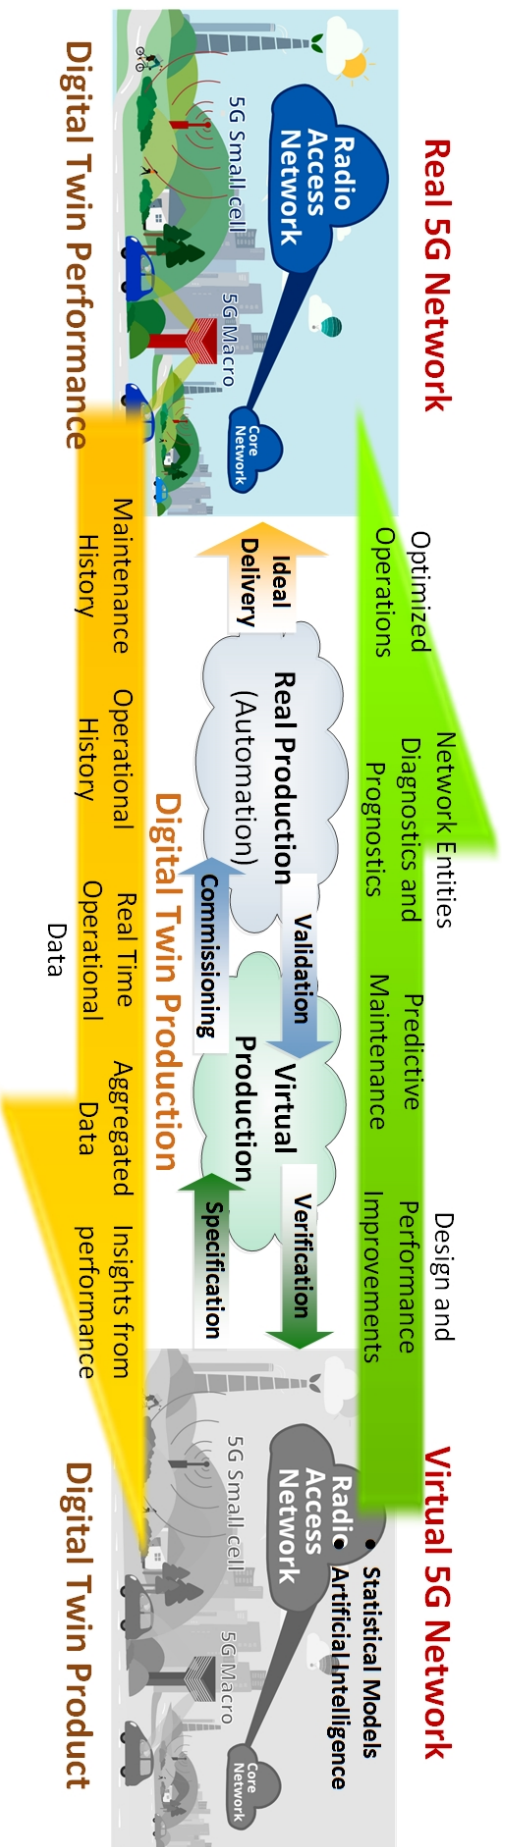 Real 5G Network
Virtual 5G Network
Optimized
Operations
Network Entities
Diagnostics and
Prognostics
Predictive
Maintenance
Design and
Performance
Improvements
Radio
Access
Network
5G Small cell
5G Macro
Core
Network
Ideal
Delivery
Real Production
(Automation)
Validation
Commissioning
Virtual
Production
Verification
Specification
• Statistical Models
• Artificial Intelligence
Radio
Access
Network
5G Small cell
5G Macro
Core
Network
Digital Twin Production
Maintenance
History
Operational
History
Real Time
Operational
Data
Aggregated
Data
Insights from
performance
Digital Twin Performance
Digital Twin Product